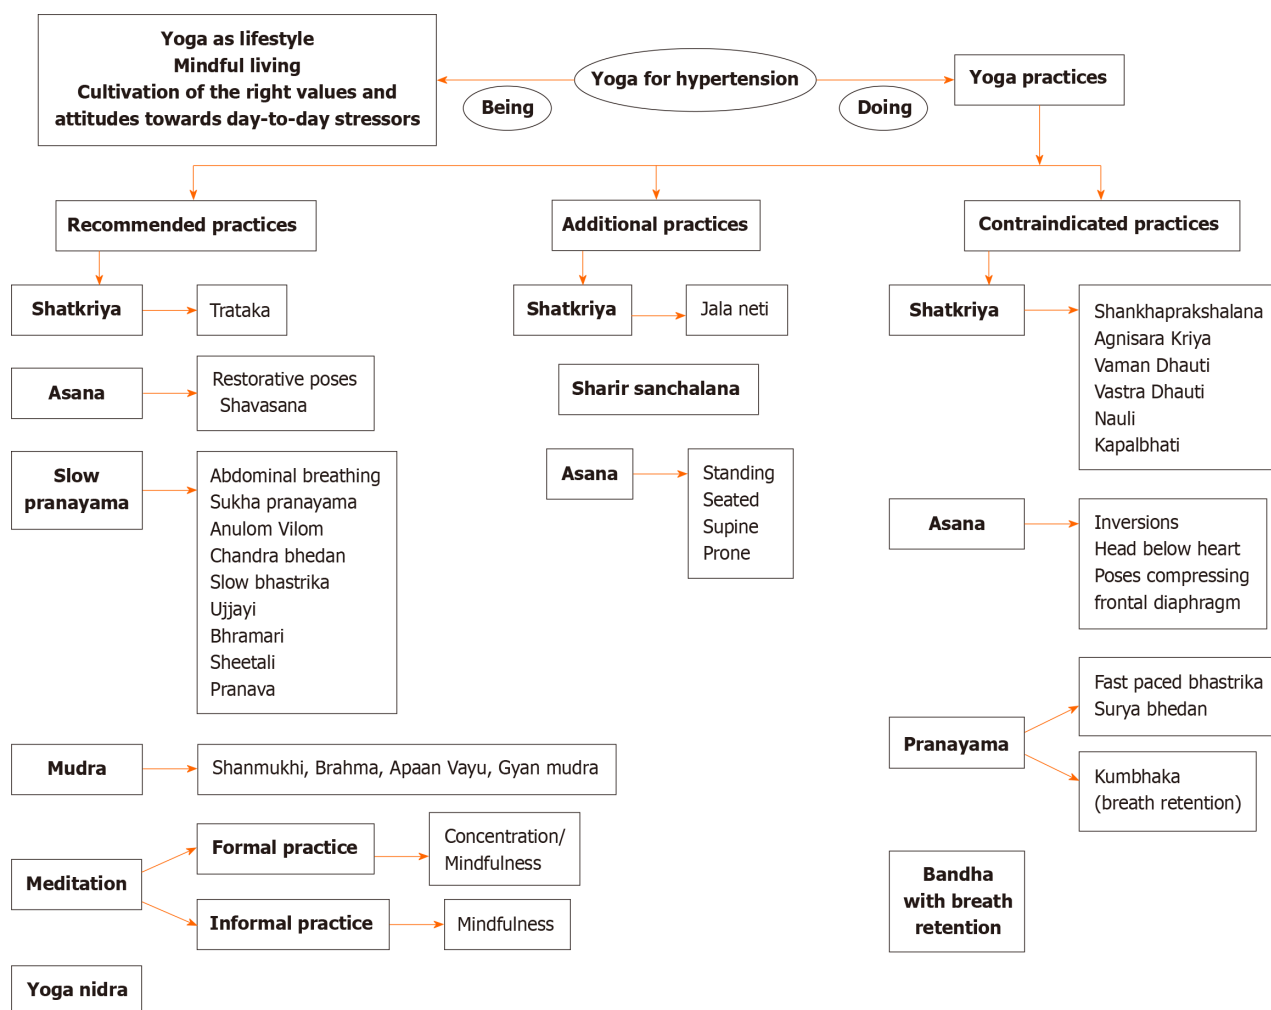 Yoga as lifestyle
Mindful living
Cultivation of the right values and
attitudes towards day-to-day stressors
Being
Yoga for hypertension
Doing
Yoga practices
Recommended practices
Shatkriya
Trataka
Asana
Restorative poses
Shavasana
Slow
pranayama
Abdominal breathing
Sukha pranayama
Anulom Vilom
Chandra bhedan
Slow bhastrika
Ujjayi
Bhramari
Sheetali
Pranava
Mudra
Shanmukhi, Brahma, Apaan Vayu, Gyan mudra
Meditation
Formal practice
Concentration/
Mindfulness
Informal practice
Mindfulness
Yoga nidra
Additional practices
Shatkriya
Jala neti
Sharir sanchalana
Asana
Standing
Seated
Supine
Prone
Contraindicated practices
Shatkriya
Shankhaprakshalana
Agnisara Kriya
Vaman Dhauti
Vastra Dhauti
Nauli
Kapalbhati
Asana
Inversions
Head below heart
Poses compressing
frontal diaphragm
Pranayama
Fast paced bhastrika
Surya bhedan
Kumbhaka
(breath retention)
Bandha
with breath
retention